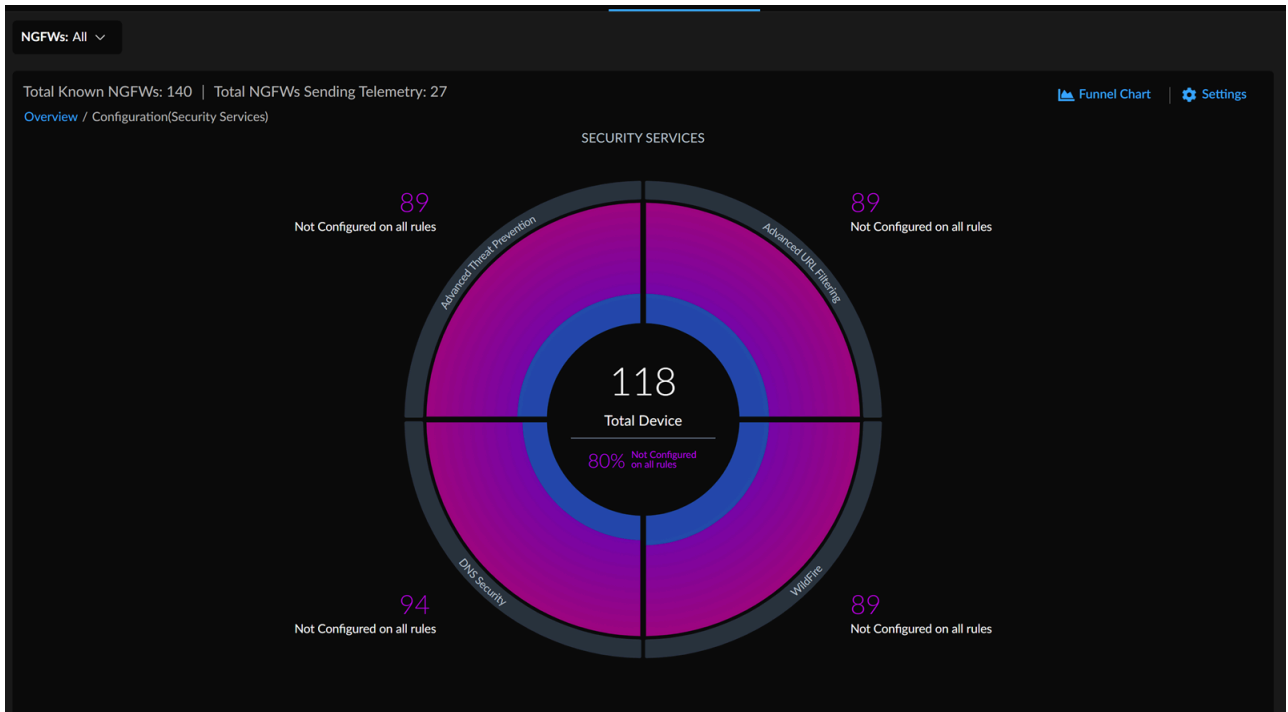 NGFWs: All
Total Known NGFWs: 140 | Total NGFWs Sending Telemetry: 27
Funnel Chart | Settings
Overview / Configuration(Security Services)
SECURITY SERVICES
89
Not Configured on all rules
89
Not Configured on all rules
Advanced Threat Prevention
Advanced URL Filtering
118
Total Device
80% Not Configured
on all rules
DNS Security
WildFire
94
Not Configured on all rules
89
Not Configured on all rules